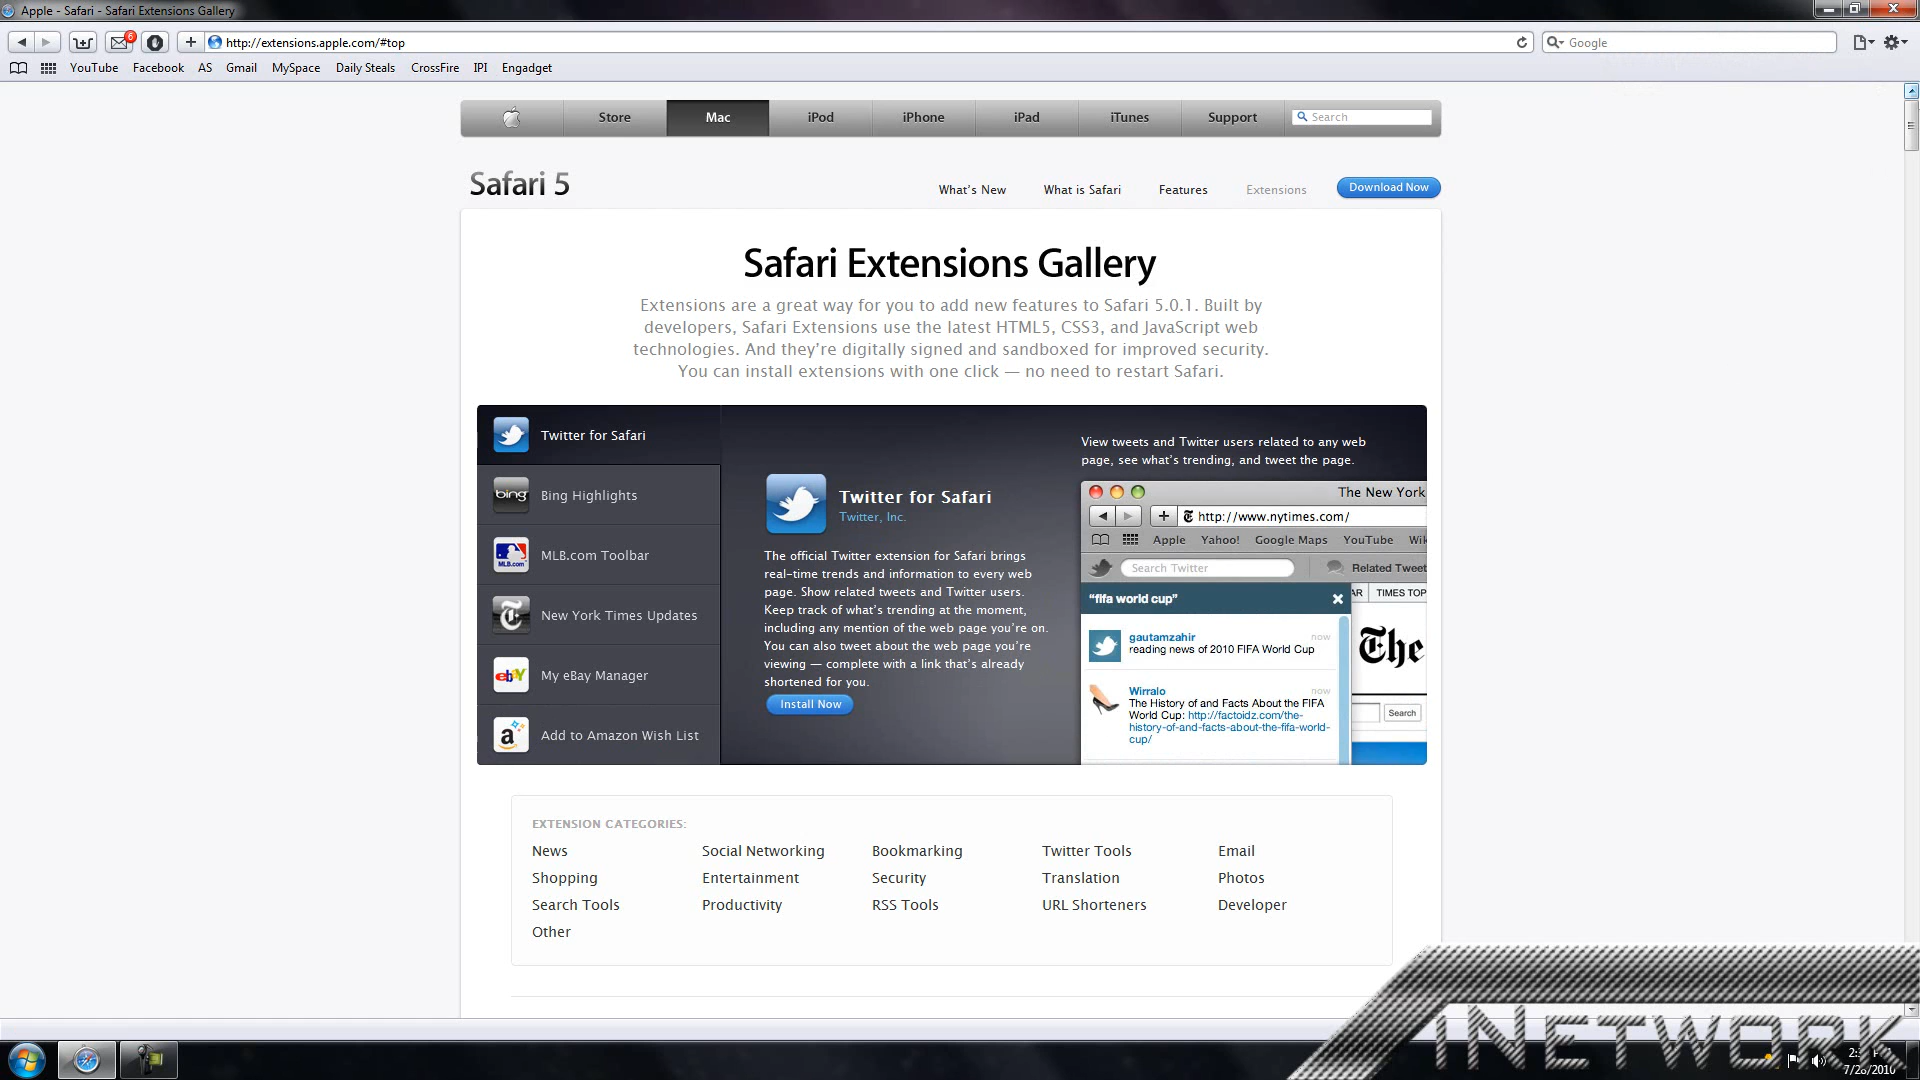 Apple - Safari - Safari Extensions Gallery
6
http://extensions.apple.com/#top
Google
YouTube Facebook AS Gmail MySpace Daily Steals CrossFire IPI Engadget
Store Mac iPod iPhone iPad iTunes Support Search
Safari 5
What's New What is Safari Features Extensions Download Now
Safari Extensions Gallery
Extensions are a great way for you to add new features to Safari 5.0.1. Built by
developers, Safari Extensions use the latest HTML5, CSS3, and JavaScript web
technologies. And they're digitally signed and sandboxed for improved security.
You can install extensions with one click — no need to restart Safari.
Twitter for Safari
bing Bing Highlights
MLB.com MLB.com Toolbar
New York Times Updates
ebY My eBay Manager
a Add to Amazon Wish List
Twitter for Safari
Twitter, Inc.
The official Twitter extension for Safari brings
real-time trends and information to every web
page. Show related tweets and Twitter users.
Keep track of what's trending at the moment,
including any mention of the web page you're on.
You can also tweet about the web page you're
viewing — complete with a link that's already
shortened for you.
Install Now
View tweets and Twitter users related to any web
page, see what's trending, and tweet the page.
The New York
http://www.nytimes.com/
Apple Yahoo! Google Maps YouTube Wik
Search Twitter Related Tweet
"fifa world cup"
AR TIMES TOP
gautamzahir now
reading news of 2010 FIFA World Cup
The
Wirralo now
The History of and Facts About the FIFA
World Cup: http://factoidz.com/the-
history-of-and-facts-about-the-fifa-world-
cup/
Search
EXTENSION CATEGORIES:
News Social Networking Bookmarking Twitter Tools Email
Shopping Entertainment Security Translation Photos
Search Tools Productivity RSS Tools URL Shorteners Developer
Other
iNetwork
7/28/2010